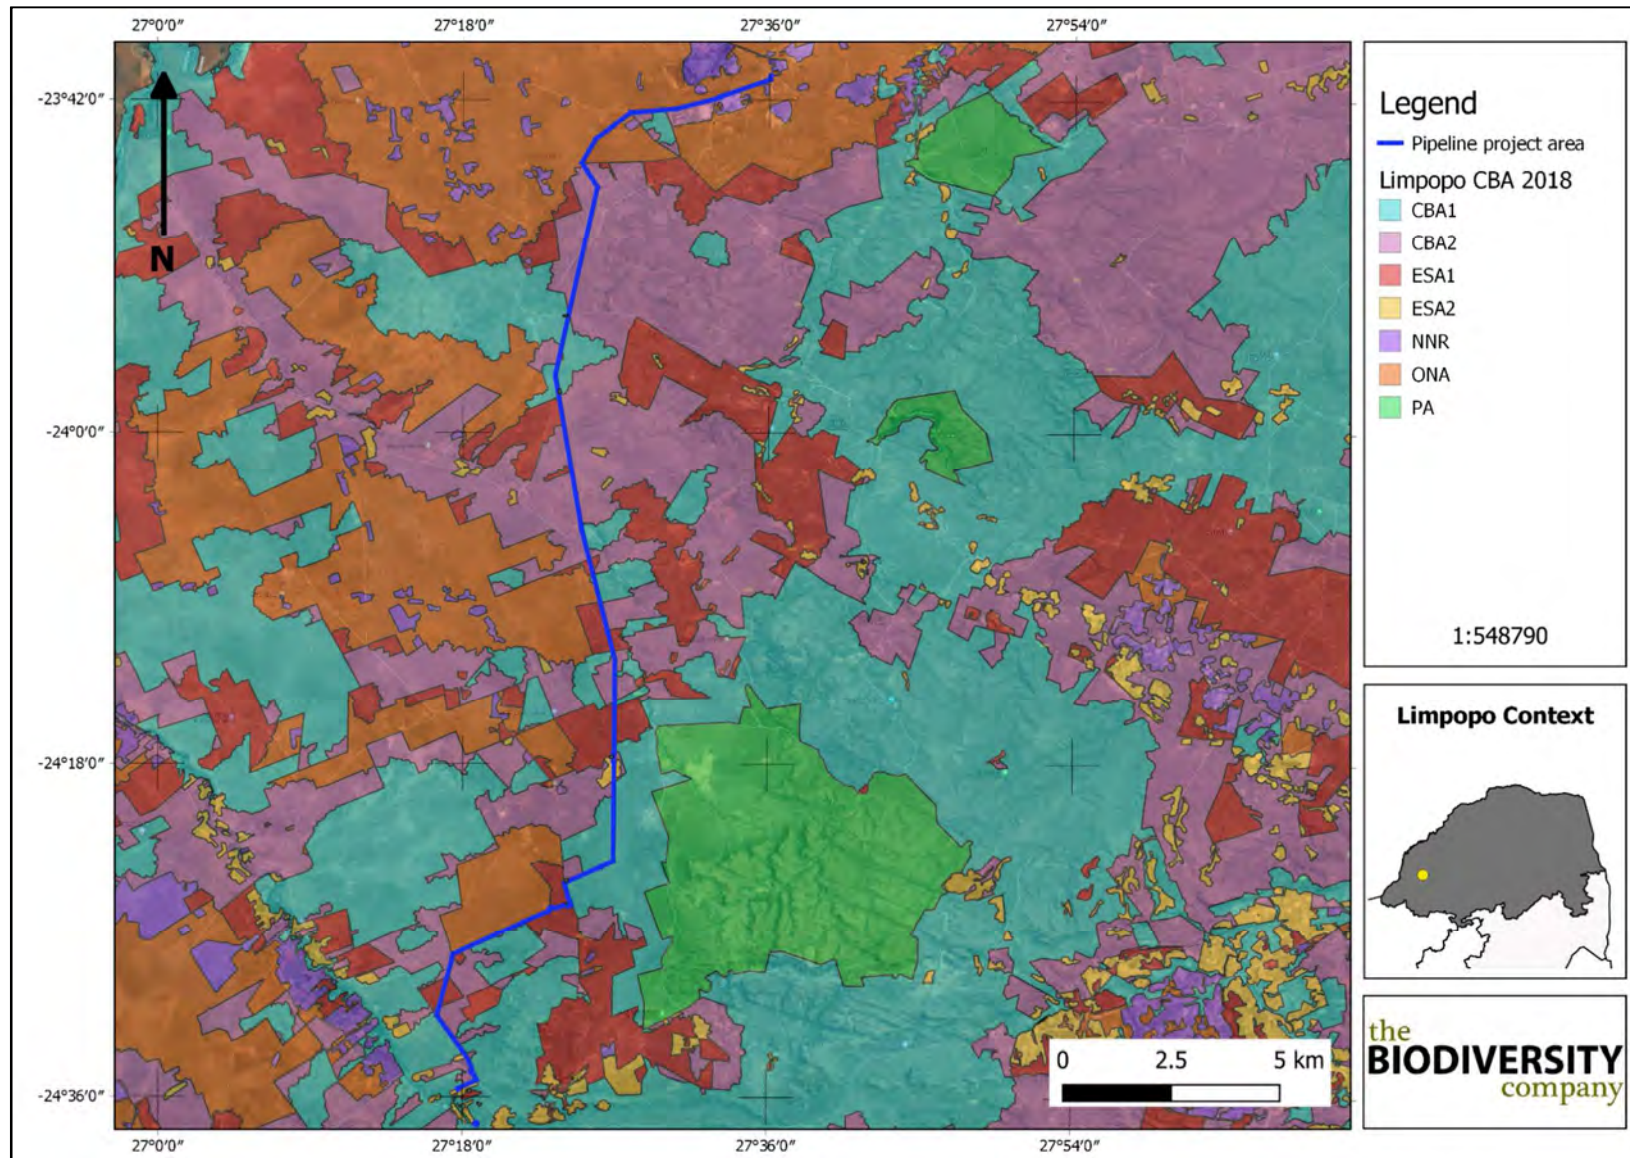 27°0′0″ 27°18′0″ 27°36′0″ 27°54′0″
-23°42′0″
-24°0′0″
-24°18′0″
-24°36′0″
N
27°0′0″ 27°18′0″ 27°36′0″ 27°54′0″
0 2.5 5 km
Legend
Pipeline project area
Limpopo CBA 2018
CBA1
CBA2
ESA1
ESA2
NNR
ONA
PA
1:548790
Limpopo Context
the
BIODIVERSITY
company